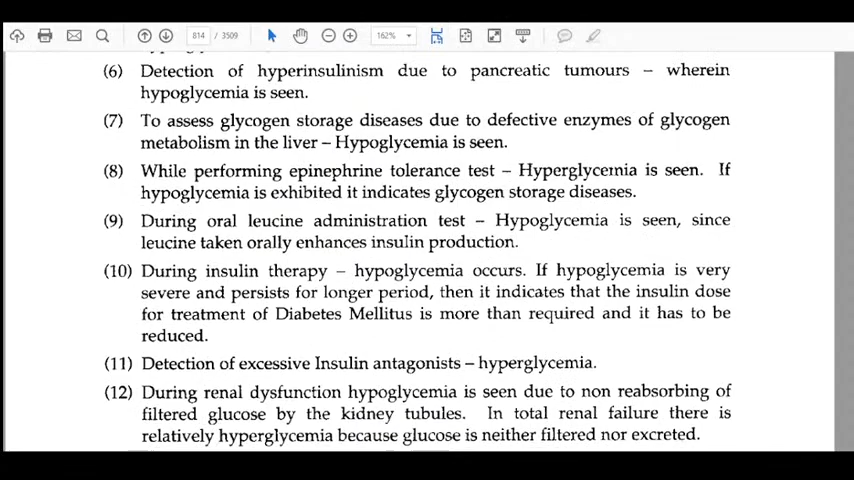 814 / 3509
162%
(6) Detection of hyperinsulinism due to pancreatic tumours – wherein
hypoglycemia is seen.
(7) To assess glycogen storage diseases due to defective enzymes of glycogen
metabolism in the liver – Hypoglycemia is seen.
(8) While performing epinephrine tolerance test – Hyperglycemia is seen. If
hypoglycemia is exhibited it indicates glycogen storage diseases.
(9) During oral leucine administration test – Hypoglycemia is seen, since
leucine taken orally enhances insulin production.
(10) During insulin therapy – hypoglycemia occurs. If hypoglycemia is very
severe and persists for longer period, then it indicates that the insulin dose
for treatment of Diabetes Mellitus is more than required and it has to be
reduced.
(11) Detection of excessive Insulin antagonists – hyperglycemia.
(12) During renal dysfunction hypoglycemia is seen due to non reabsorbing of
filtered glucose by the kidney tubules. In total renal failure there is
relatively hyperglycemia because glucose is neither filtered nor excreted.